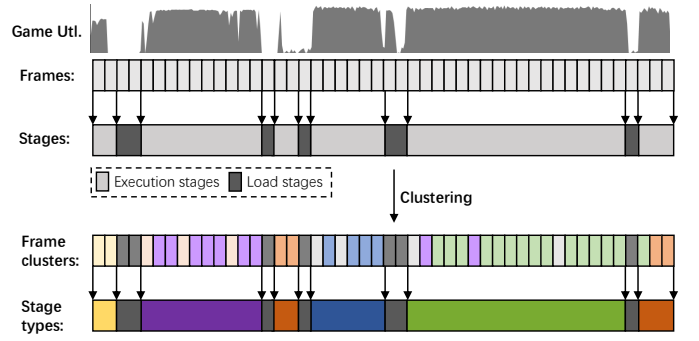 Game Utl.
Frames:
Stages:
Execution stages
Load stages
Clustering
Frame
clusters:
Stage
types: